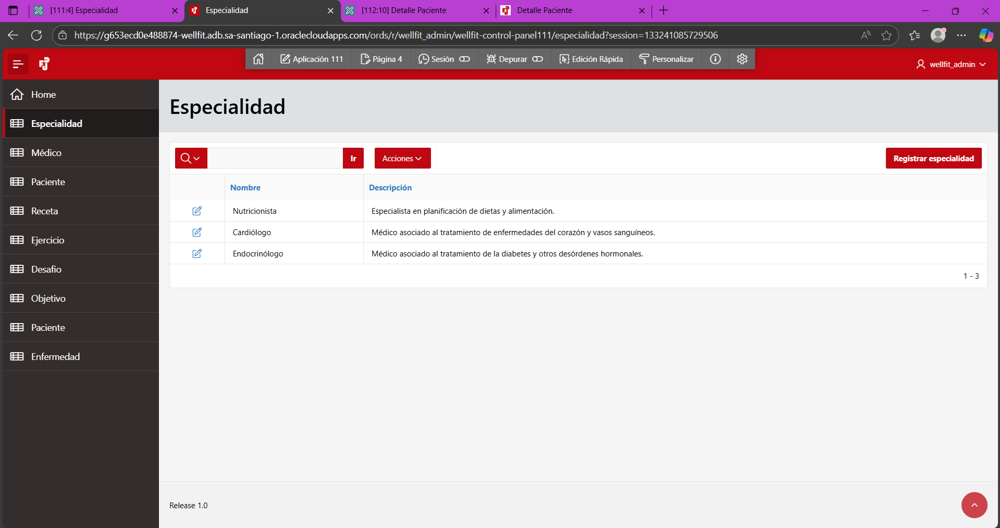 [111:4] Especialidad
Especialidad
[112:10] Detalle Paciente
Detalle Paciente
https://g653ecd0e488874-wellfit.adb.sa-santiago-1.oraclecloudapps.com/ords/r/wellfit_admin/wellfit-control-panel111/especialidad?session=133241085729506
Aplicación 111
Página 4
Sesión
Depurar
Edición Rápida
Personalizar
wellfit_admin
Home
Especialidad
Médico
Paciente
Receta
Ejercicio
Desafio
Objetivo
Paciente
Enfermedad
Especialidad
Ir
Acciones
Registrar especialidad
Nombre Descripción
Nutricionista Especialista en planificación de dietas y alimentación.
Cardiólogo Médico asociado al tratamiento de enfermedades del corazón y vasos sanguíneos.
Endocrinólogo Médico asociado al tratamiento de la diabetes y otros desórdenes hormonales.
1 - 3
Release 1.0